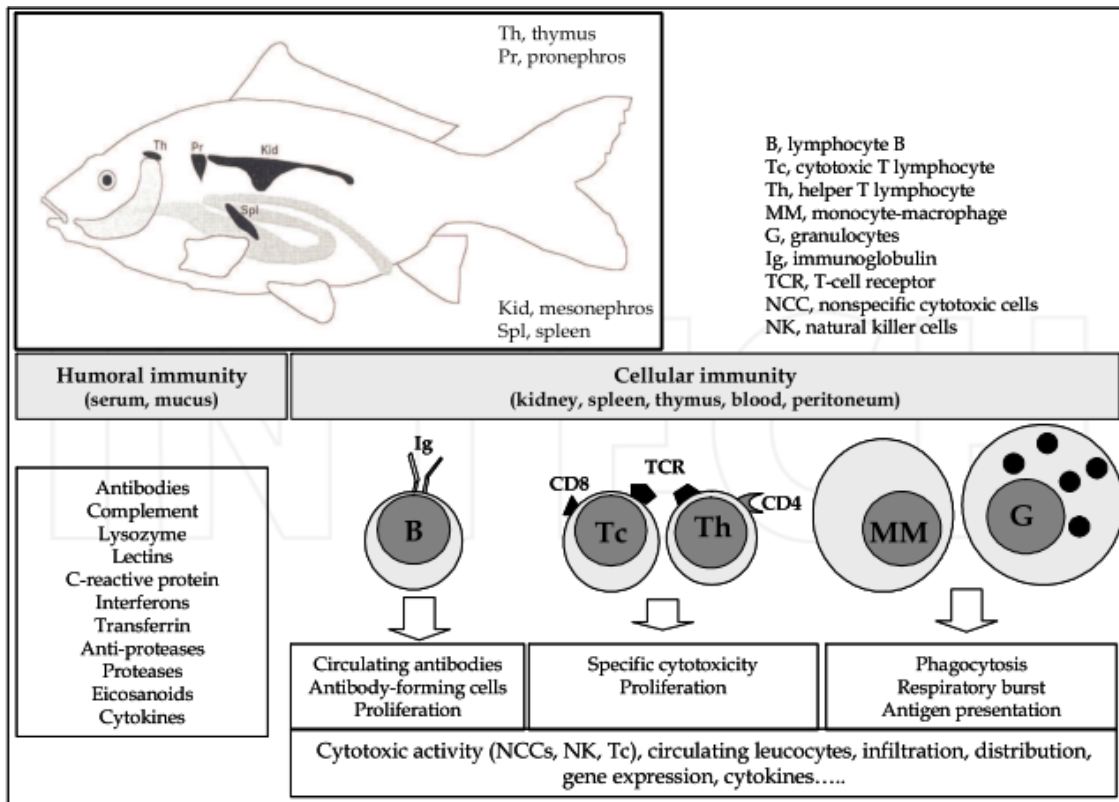 Th, thymus
Pr, pronephros
Th
Pr
Kid
Spl
Kid, mesonephros
Spl, spleen
B, lymphocyte B
Tc, cytotoxic T lymphocyte
Th, helper T lymphocyte
MM, monocyte-macrophage
G, granulocytes
Ig, immunoglobulin
TCR, T-cell receptor
NCC, nonspecific cytotoxic cells
NK, natural killer cells
Humoral immunity
(serum, mucus)
Cellular immunity
(kidney, spleen, thymus, blood, peritoneum)
Antibodies
Complement
Lysozyme
Lectins
C-reactive protein
Interferons
Transferrin
Anti-proteases
Proteases
Eicosanoids
Cytokines
Ig
B
CD8
TCR
CD4
Tc
Th
MM
G
Circulating antibodies
Antibody-forming cells
Proliferation
Specific cytotoxicity
Proliferation
Phagocytosis
Respiratory burst
Antigen presentation
Cytotoxic activity (NCCs, NK, Tc), circulating leucocytes, infiltration, distribution,
gene expression, cytokines…..
INTECH